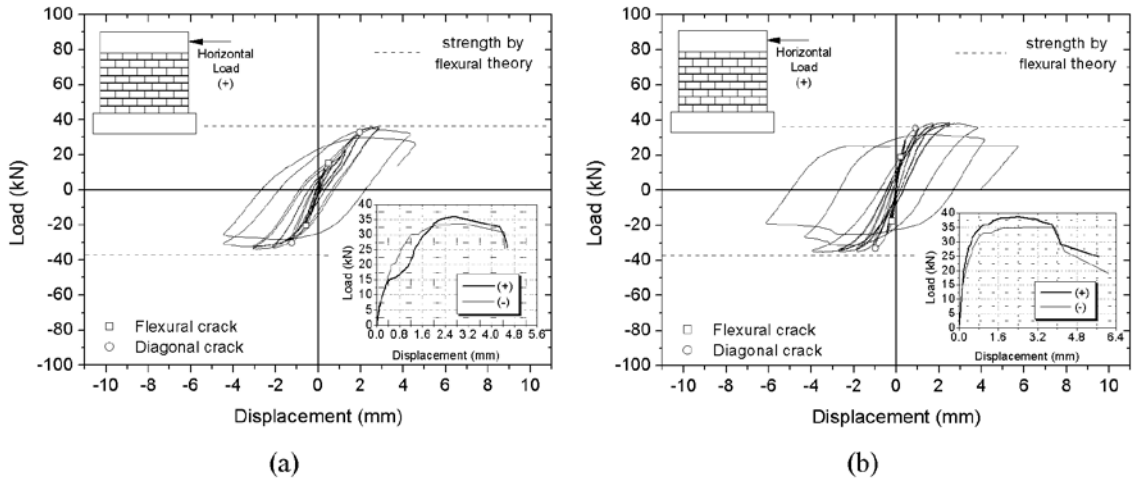 100
80
60
40
20
0
-20
-40
-60
-80
-100
Load (kN)
-10 -8 -6 -4 -2 0 2 4 6 8 10
Displacement (mm)
Horizontal
Load
(+)
strength by
flexural theory
Flexural crack
Diagonal crack
40
35
30
25
20
15
10
5
0
Load (kN)
0.0 0.8 1.6 2.4 3.2 4.0 4.8 5.6
Displacement (mm)
(+)
(-)
(a)
100
80
60
40
20
0
-20
-40
-60
-80
-100
Load (kN)
-10 -8 -6 -4 -2 0 2 4 6 8 10
Displacement (mm)
Horizontal
Load
(+)
strength by
flexural theory
Flexural crack
Diagonal crack
40
35
30
25
20
15
10
5
0
Load (kN)
0.0 1.6 3.2 4.8 6.4
Displacement (mm)
(+)
(-)
(b)